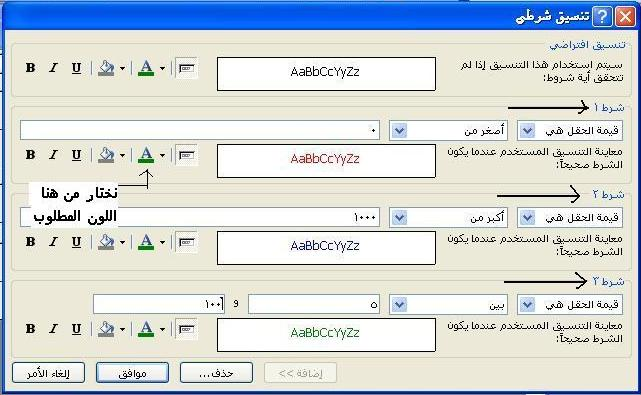 تنسيق شرطي
تنسيق افتراضي
سيتم استخدام هذا التنسيق إذا لم
تتحقق أية شروط:
AaBbCcYyZz
B I U A
شرط ١
قيمة الحقل هي أصغر من ٠
معاينة التنسيق المستخدم عندما يكون
الشرط صحيحاً:
AaBbCcYyZz
B I U A
نختار من هنا
اللون المطلوب
شرط ٢
قيمة الحقل هي أكبر من ١٠٠٠
معاينة التنسيق المستخدم عندما يكون
الشرط صحيحاً:
AaBbCcYyZz
B I U A
شرط ٣
قيمة الحقل هي بين ٥ و ١٠٠
معاينة التنسيق المستخدم عندما يكون
الشرط صحيحاً:
AaBbCcYyZz
B I U A
إضافة >> حذف... موافق إلغاء الأمر